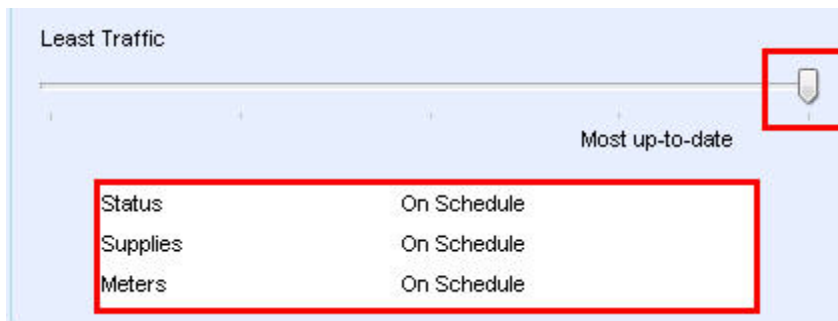 Least Traffic
Most up-to-date
Status On Schedule
Supplies On Schedule
Meters On Schedule